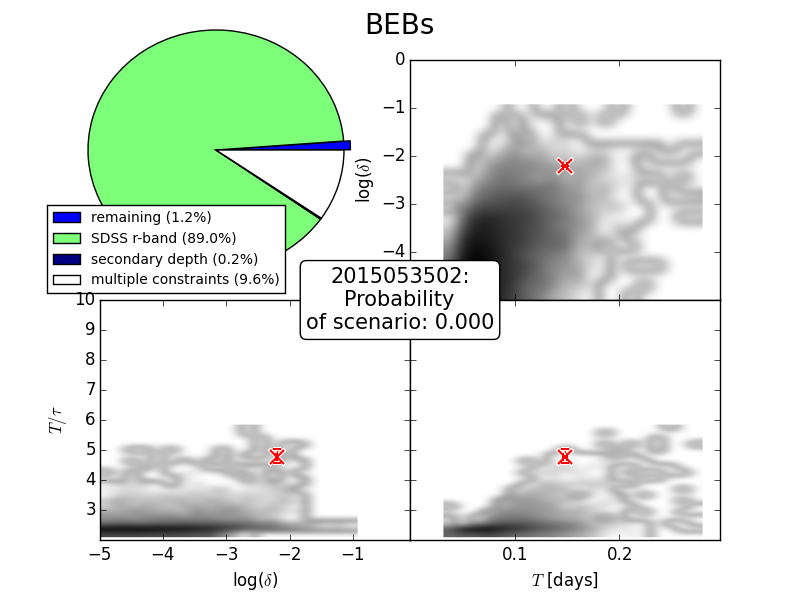 BEBs
remaining (1.2%)
SDSS r-band (89.0%)
secondary depth (0.2%)
multiple constraints (9.6%)
0
−1
−2
−3
−4
log(δ)
2015053502:
Probability
of scenario: 0.000
10
9
8
7
6
5
4
3
T/τ
−5 −4 −3 −2 −1
log(δ)
0.1 0.2
T [days]